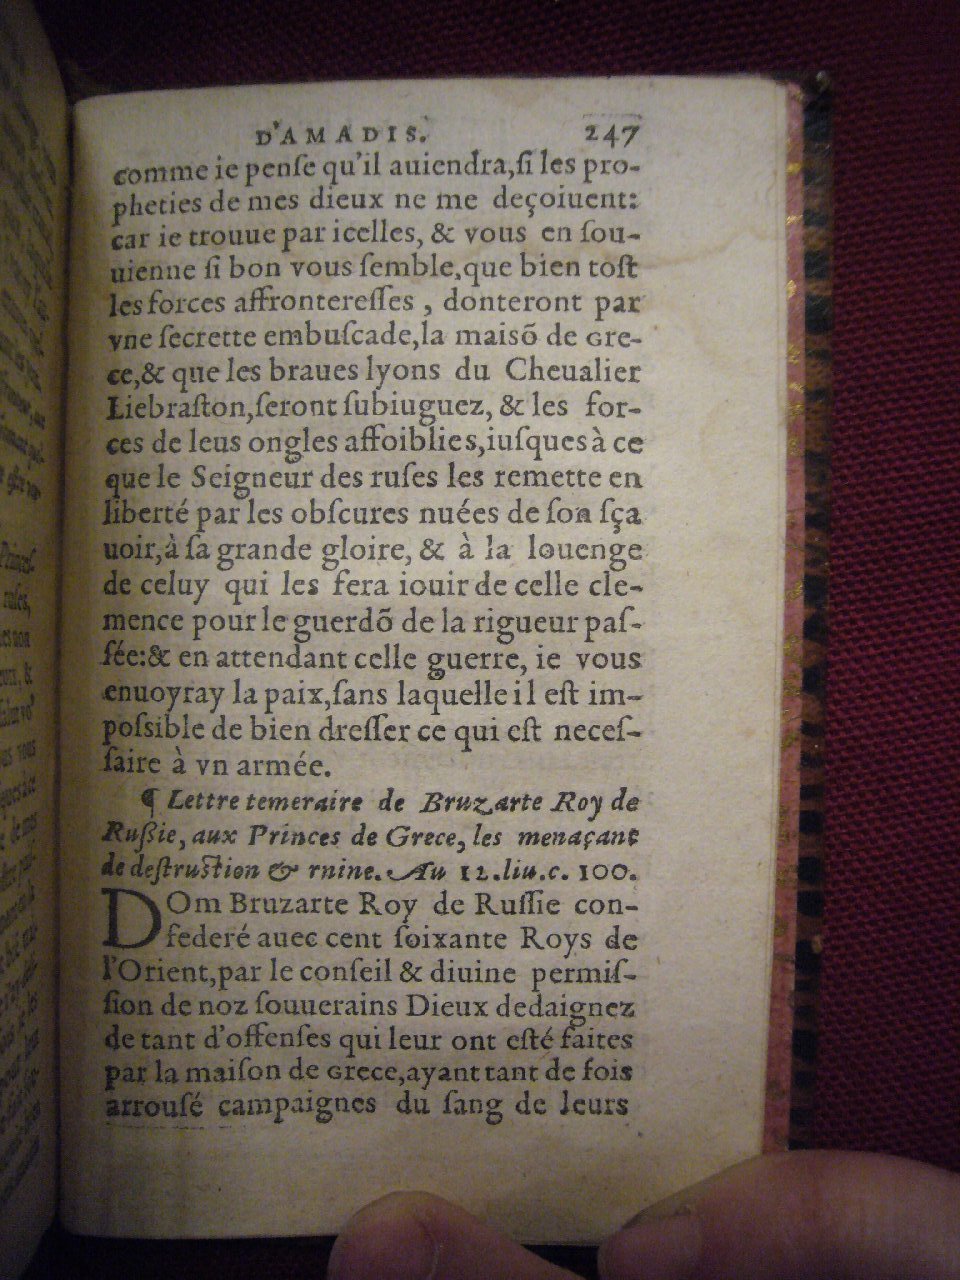 D'AMADIS. 247
comme ie penſe qu'il auiendra,ſi les pro-
pheties de mes dieux ne me deçoiuent:
car ie trouue par icelles, & vous en ſou-
uienne ſi bon vous ſemble,que bien toſt
les forces affrontereſſes , donteront par
vne ſecrette embuſcade,la maisõ de Gre-
ce,& que les braues lyons du Cheualier
Liebraſton,ſeront ſubiuguez, & les for-
ces de leus ongles affoiblies,iuſques à ce
que le Seigneur des ruſes les remette en
liberté par les obſcures nuées de ſon ſça
uoir,à ſa grande gloire, & à la louenge
de celuy qui les fera iouir de celle cle-
mence pour le guerdõ de la rigueur paſ-
ſée:& en attendant celle guerre, ie vous
enuoyray la paix,ſans laquelle il eſt im-
poſsible de bien dreſſer ce qui eſt neceſ-
ſaire à vn armée.
¶ Lettre temeraire de Bruzarte Roy de
Ruſsie, aux Princes de Grece, les menaçant
de deſtruction & rnine. Au 12.liu.c. 100.
DOm Bruzarte Roy de Ruſſie con-
federé auec cent ſoixante Roys de
l'Orient,par le conſeil & diuine permiſ-
ſion de noz ſouuerains Dieux dedaignez
de tant d'offenſes qui leur ont eſté faites
par la maiſon de Grece,ayant tant de fois
arrouſé campaignes du ſang de leurs